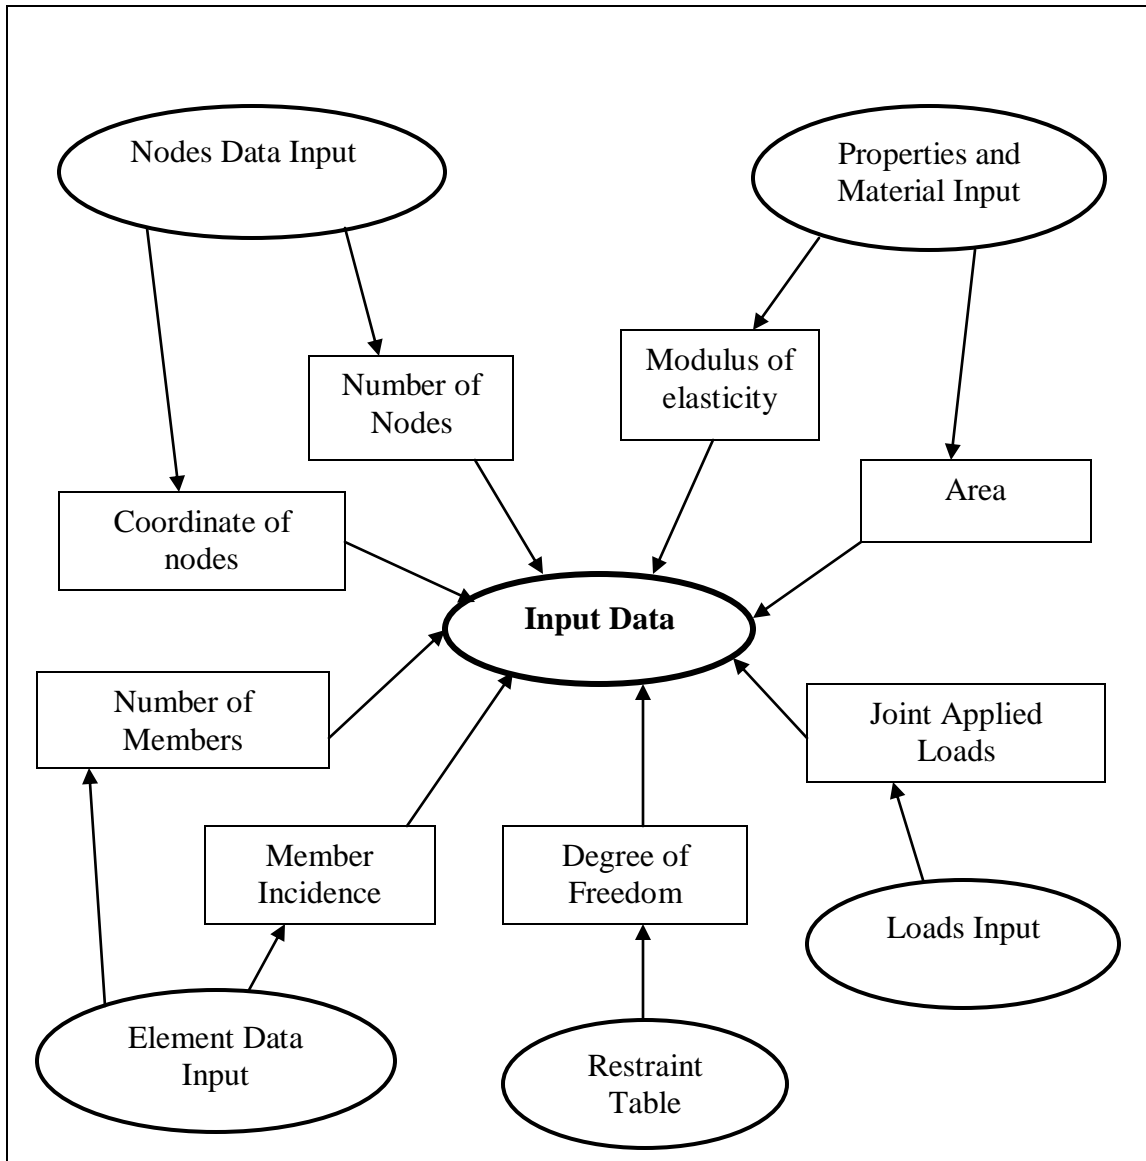 Nodes Data Input
Properties and
Material Input
Number of
Nodes
Modulus of
elasticity
Coordinate of
nodes
Area
Input Data
Number of
Members
Joint Applied
Loads
Member
Incidence
Degree of
Freedom
Loads Input
Element Data
Input
Restraint
Table